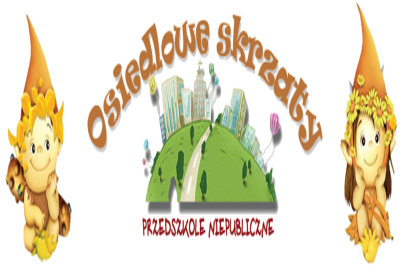 Osiedlowe skrzaty
PRZEDSZKOLE NIEPUBLICZNE